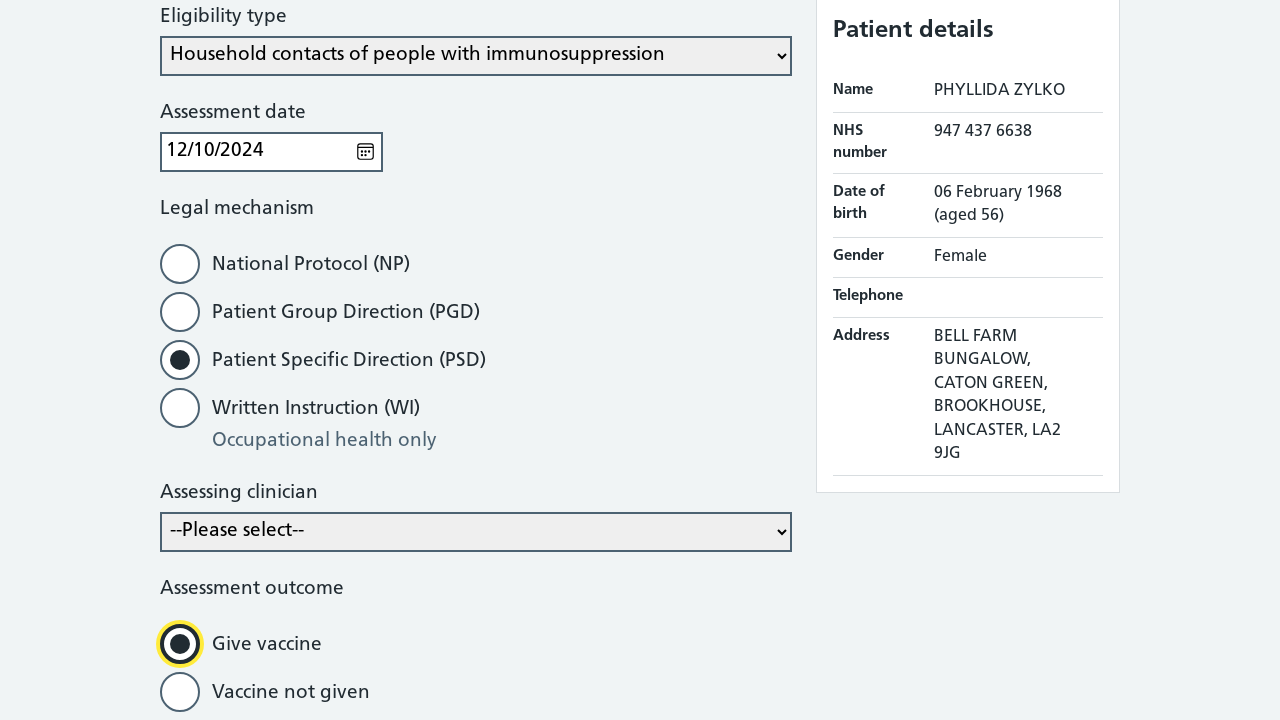 Eligibility type
Household contacts of people with immunosuppression
Assessment date
12/10/2024
Legal mechanism
National Protocol (NP)
Patient Group Direction (PGD)
Patient Specific Direction (PSD)
Written Instruction (WI)
Occupational health only
Assessing clinician
--Please select--
Assessment outcome
Give vaccine
Vaccine not given
Patient details
Name PHYLLIDA ZYLKO
NHS number 947 437 6638
Date of birth 06 February 1968 (aged 56)
Gender Female
Telephone
Address BELL FARM
BUNGALOW,
CATON GREEN,
BROOKHOUSE,
LANCASTER, LA2
9JG